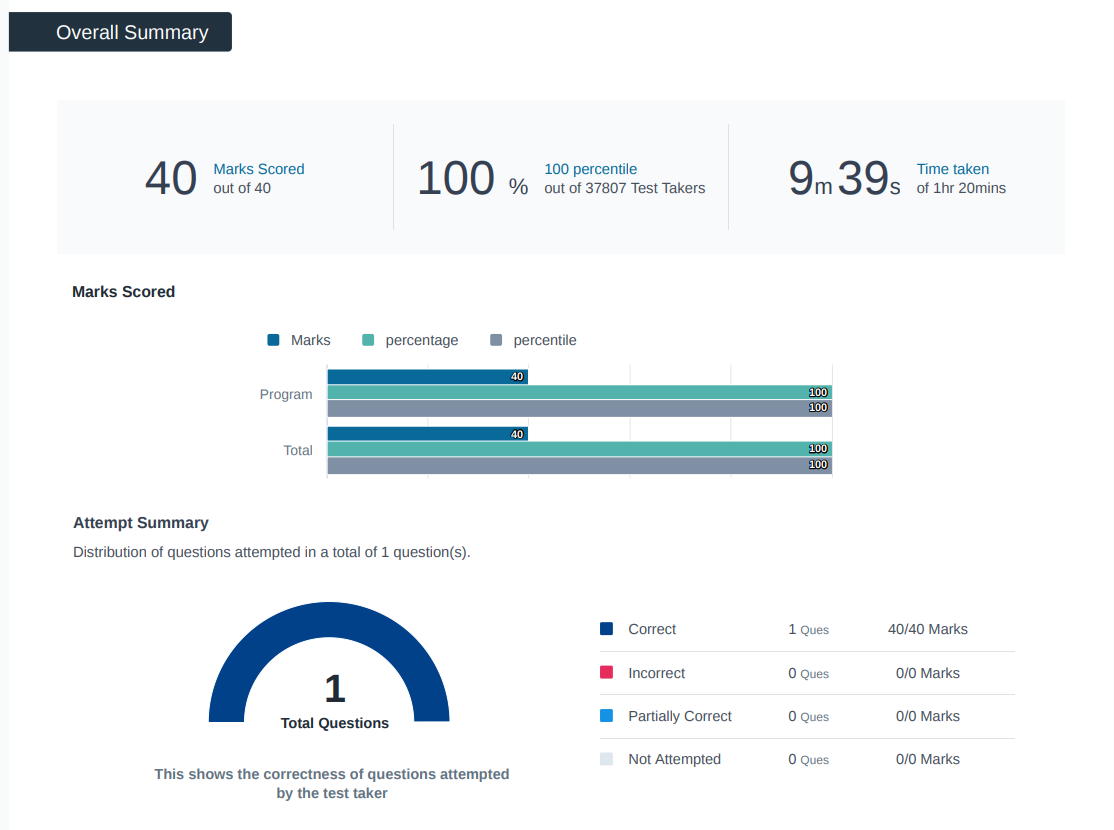 Overall Summary
40 Marks Scored
out of 40
100 % 100 percentile
out of 37807 Test Takers
9m 39s Time taken
of 1hr 20mins
Marks Scored
Marks percentage percentile
Program 40
100
100
Total 40
100
100
Attempt Summary
Distribution of questions attempted in a total of 1 question(s).
1
Total Questions
This shows the correctness of questions attempted
by the test taker
Correct 1 Ques 40/40 Marks
Incorrect 0 Ques 0/0 Marks
Partially Correct 0 Ques 0/0 Marks
Not Attempted 0 Ques 0/0 Marks